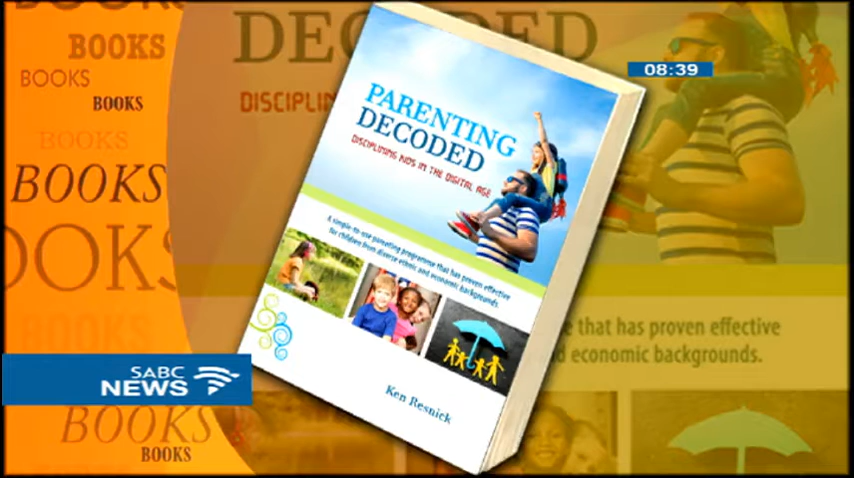 BOOKS
BOOKS
BOOKS
BOOKS
BOOKS
BOOKS
OOKS
BOOKS
BOOKS
BOOKS
DECODED
DISCIPLIN
08:39
PARENTING
DECODED
DISCIPLINING KIDS IN THE DIGITAL AGE
A simple-to-use parenting programme that has proven effective
for children from diverse ethnic and economic backgrounds.
Ken Resnick
e that has proven effective
d economic backgrounds.
SABC
NEWS